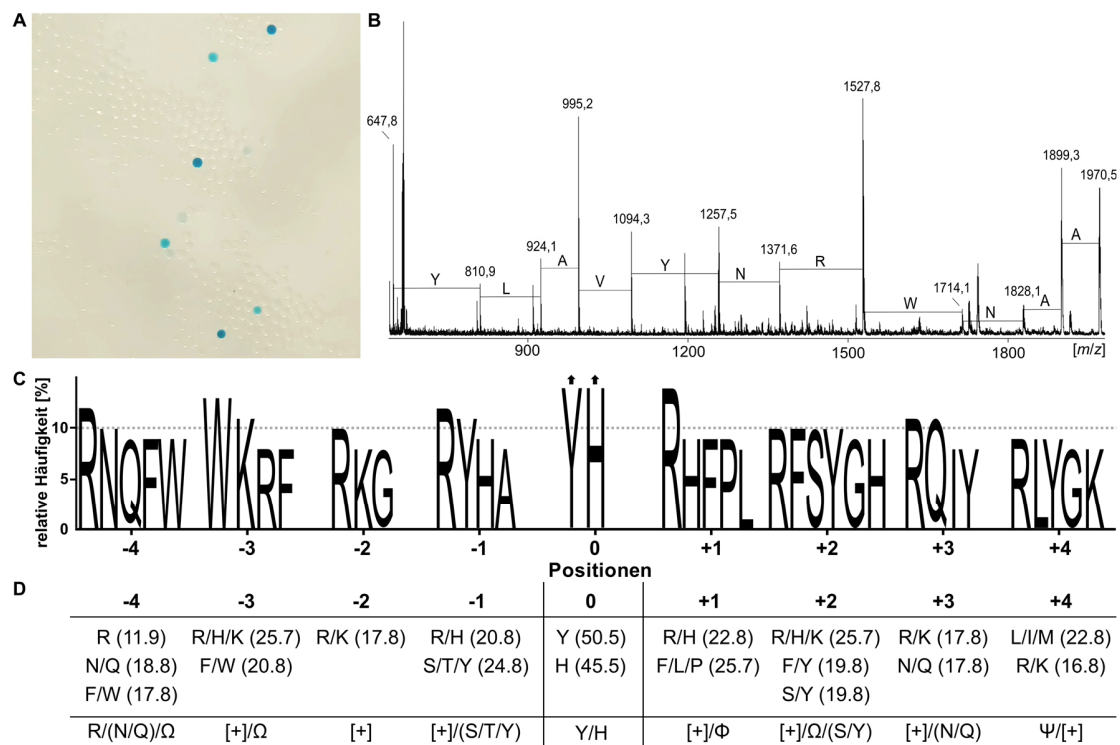 A
B
647,8
810,9
924,1
995,2
1094,3
1257,5
1371,6
1527,8
1714,1
1828,1
1899,3
1970,5
Y
L
A
V
Y
N
R
W
N
A
A
900
1200
1500
1800
[m/z]
C
relative Häufigkeit [%]
10
5
0
RNQFW WKRF RKG RYHA YH RHFPL RFSYGH RQIY RLYGK
-4 -3 -2 -1 0 +1 +2 +3 +4
Positionen
D
-4 -3 -2 -1 0 +1 +2 +3 +4
R (11.9) R/H/K (25.7) R/K (17.8) R/H (20.8) Y (50.5) R/H (22.8) R/H/K (25.7) R/K (17.8) L/I/M (22.8)
N/Q (18.8) F/W (20.8) S/T/Y (24.8) H (45.5) F/L/P (25.7) F/Y (19.8) N/Q (17.8) R/K (16.8)
F/W (17.8) S/Y (19.8)
R/(N/Q)/Ω [+]/Ω [+] [+]/(S/T/Y) Y/H [+]/Φ [+]/Ω/(S/Y) [+]/(N/Q) Ψ/[+]